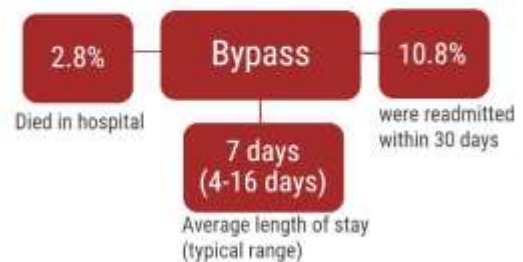 2.8%
Bypass
10.8%
Died in hospital
were readmitted
within 30 days
7 days
(4-16 days)
Average length of stay
(typical range)